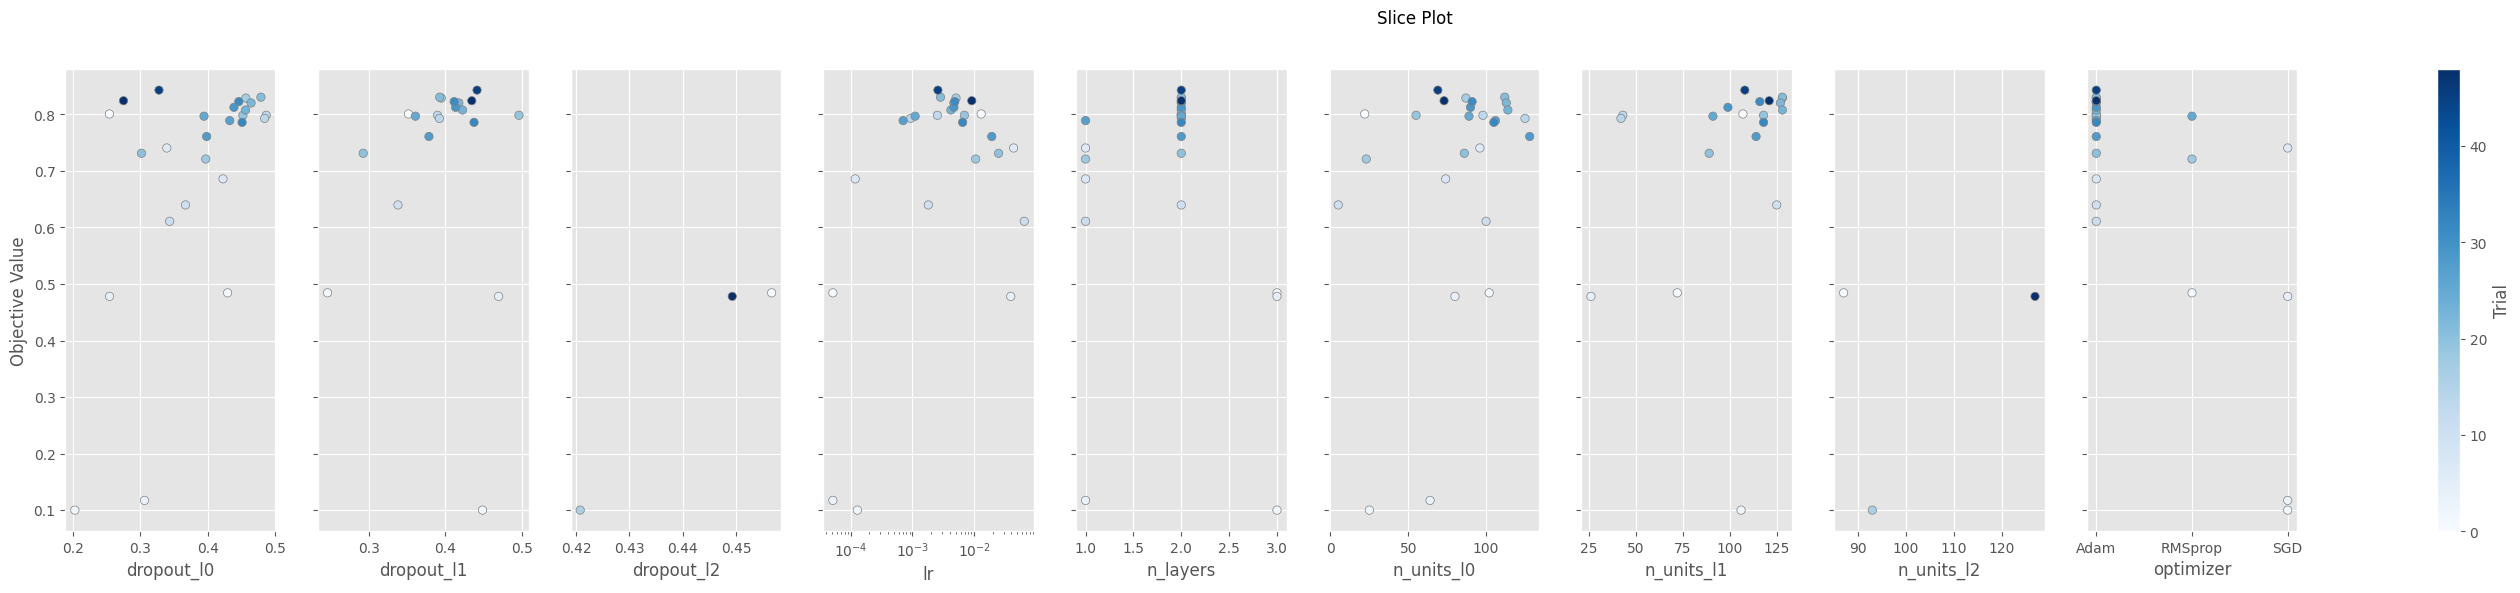 Slice Plot
Objective Value
0.8
0.7
0.6
0.5
0.4
0.3
0.2
0.1
0.2 0.3 0.4 0.5
dropout_l0
0.3 0.4 0.5
dropout_l1
0.42 0.43 0.44 0.45
dropout_l2
10⁻⁴ 10⁻³ 10⁻²
lr
1.0 1.5 2.0 2.5 3.0
n_layers
0 50 100
n_units_l0
25 50 75 100 125
n_units_l1
90 100 110 120
n_units_l2
Adam RMSprop SGD
optimizer
40
30
20
10
0
Trial